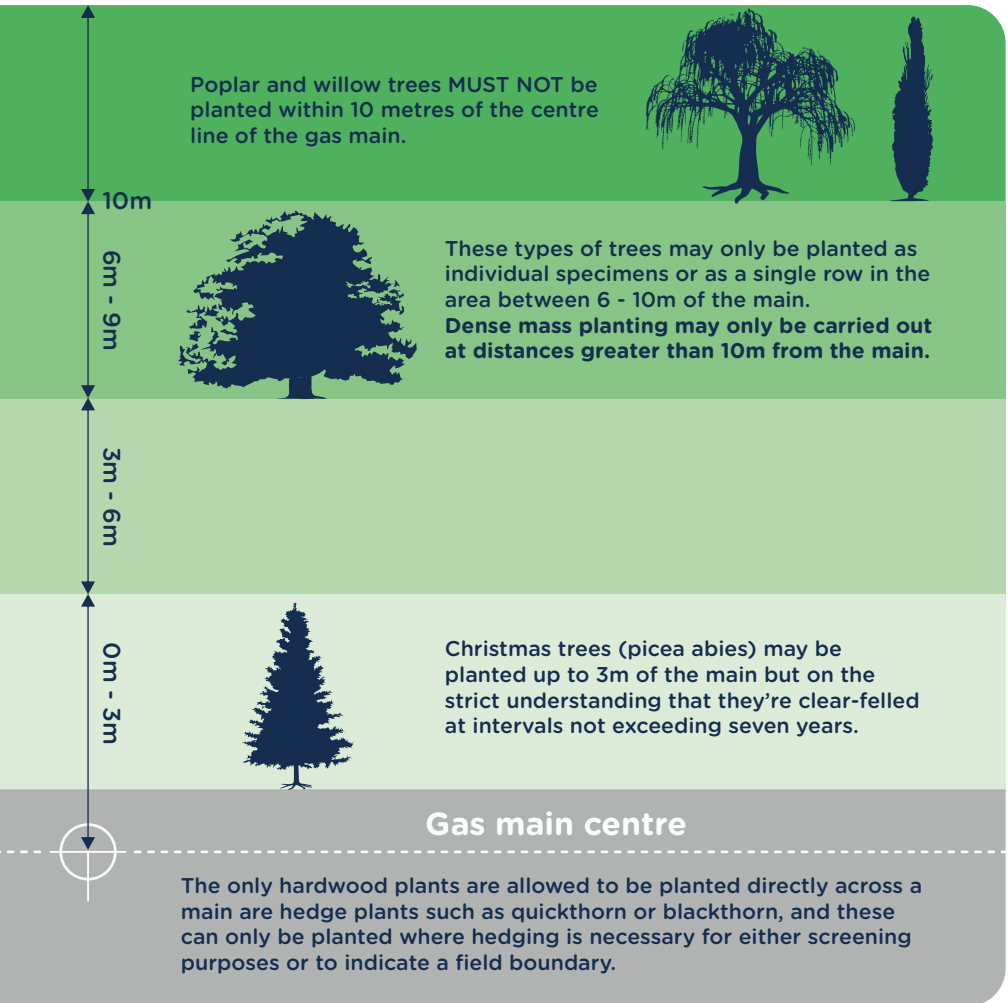 Poplar and willow trees MUST NOT be
planted within 10 metres of the centre
line of the gas main.
10m
6m - 9m
These types of trees may only be planted as
individual specimens or as a single row in the
area between 6 - 10m of the main.
Dense mass planting may only be carried out
at distances greater than 10m from the main.
3m - 6m
0m - 3m
Christmas trees (picea abies) may be
planted up to 3m of the main but on the
strict understanding that they’re clear-felled
at intervals not exceeding seven years.
Gas main centre
The only hardwood plants are allowed to be planted directly across a
main are hedge plants such as quickthorn or blackthorn, and these
can only be planted where hedging is necessary for either screening
purposes or to indicate a field boundary.